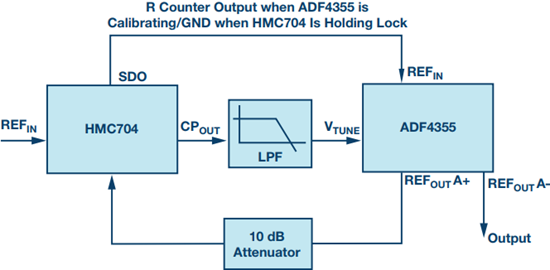 R Counter Output when ADF4355 is
Calibrating/GND when HMC704 Is Holding Lock
SDO
REFIN
REFIN
HMC704
CPOUT
LPF
VTUNE
ADF4355
REFOUT A+
REFOUT A-
10 dB
Attenuator
Output